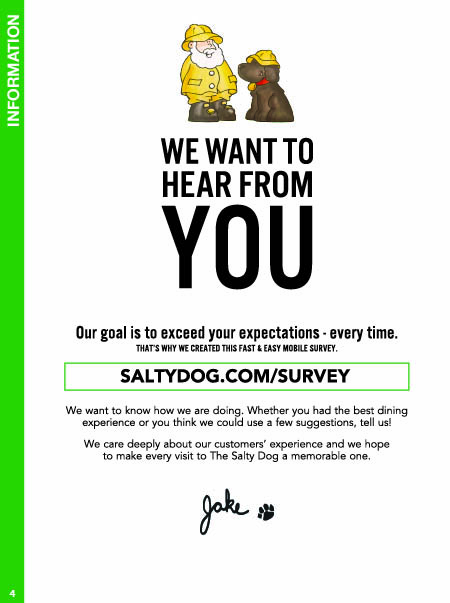 INFORMATION
WE WANT TO
HEAR FROM
YOU
Our goal is to exceed your expectations - every time.
THAT'S WHY WE CREATED THIS FAST & EASY MOBILE SURVEY.
SALTYDOG.COM/SURVEY
We want to know how we are doing. Whether you had the best dining
experience or you think we could use a few suggestions, tell us!
We care deeply about our customers' experience and we hope
to make every visit to The Salty Dog a memorable one.
Jake
4